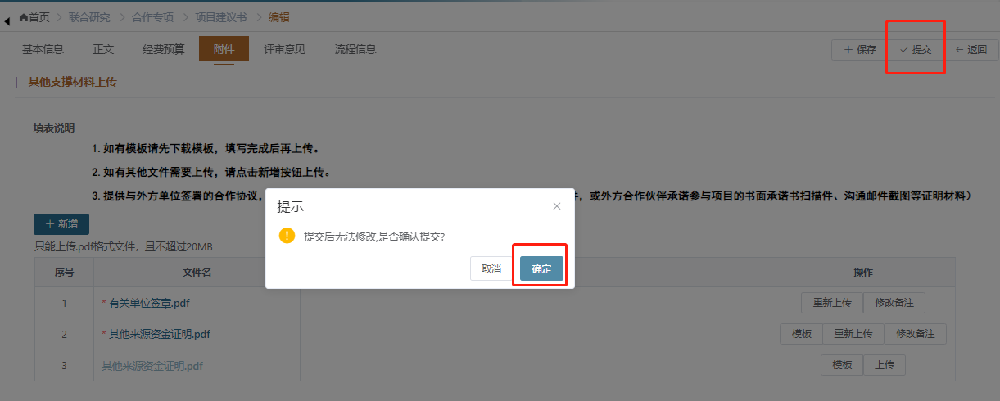 首页 > 联合研究 > 合作专项 > 项目建议书 > 编辑
基本信息 正文 经费预算 附件 评审意见 流程信息 + 保存 ✓ 提交 ← 返回
其他支撑材料上传
填表说明
1. 如有模板请先下载模板，填写完成后再上传。
2. 如有其他文件需要上传，请点击新增按钮上传。
3. 提供与外方单位签署的合作协议， ，或外方合作伙伴承诺参与项目的书面承诺书扫描件、沟通邮件截图等证明材料）
提示 ×
提交后无法修改,是否确认提交?
取消 确定
+ 新增
只能上传.pdf格式文件，且不超过20MB
序号 文件名 操作
1 * 有关单位签章.pdf 重新上传 修改备注
2 * 其他来源资金证明.pdf 模板 重新上传 修改备注
3 其他来源资金证明.pdf 模板 上传